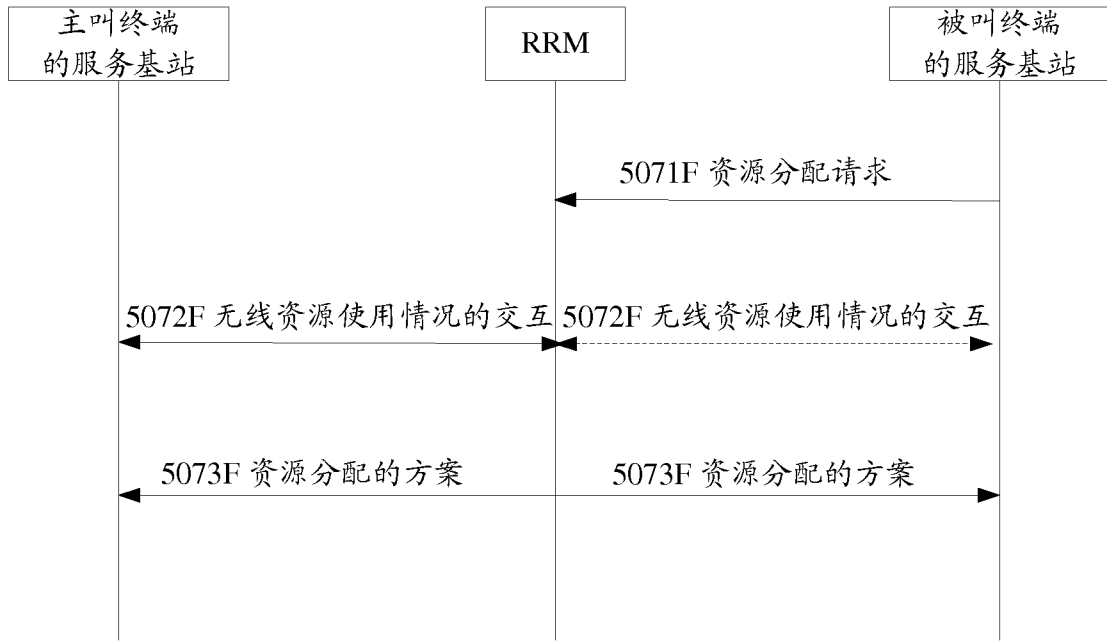 主叫终端
的服务基站
RRM
被叫终端
的服务基站
5071F 资源分配请求
5072F 无线资源使用情况的交互
5072F 无线资源使用情况的交互
5073F 资源分配的方案
5073F 资源分配的方案